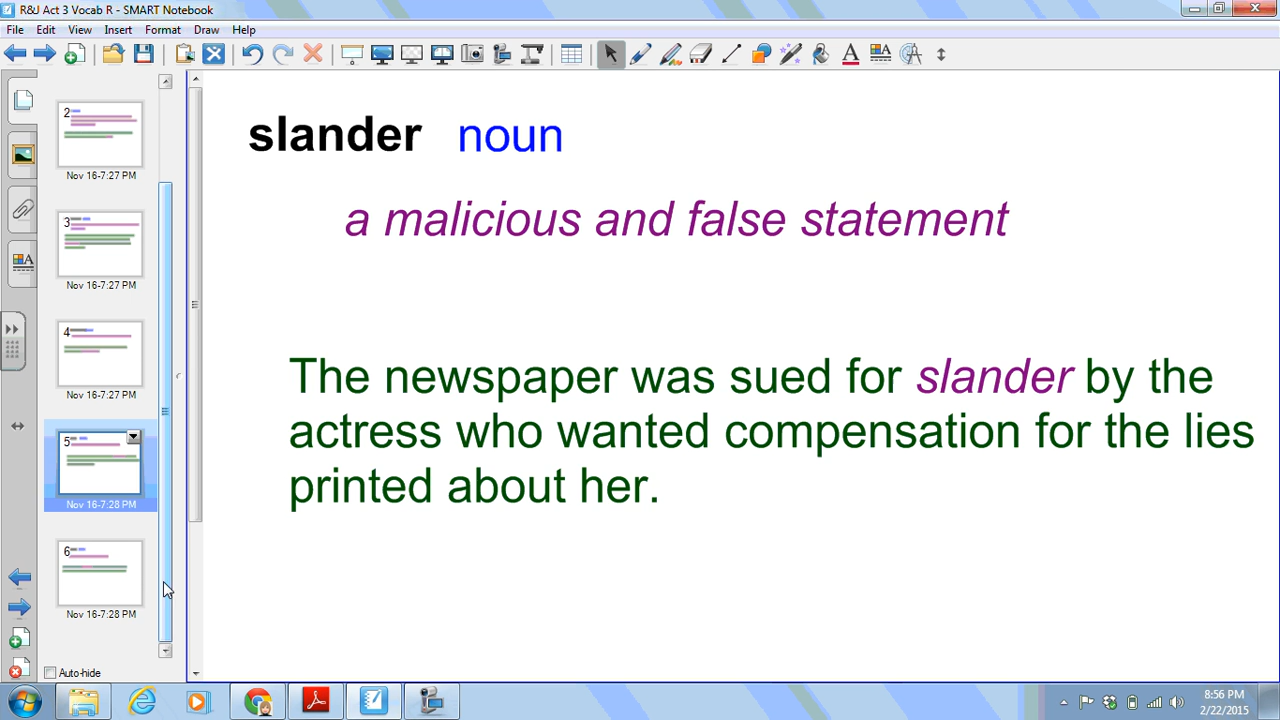 R&J Act 3 Vocab R - SMART Notebook
File Edit View Insert Format Draw Help
2
Nov 16-7:27 PM
3
Nov 16-7:27 PM
4
Nov 16-7:27 PM
5
Nov 16-7:28 PM
6
Nov 16-7:28 PM
Auto-hide
slander noun
a malicious and false statement
The newspaper was sued for slander by the
actress who wanted compensation for the lies
printed about her.
8:56 PM
2/22/2015